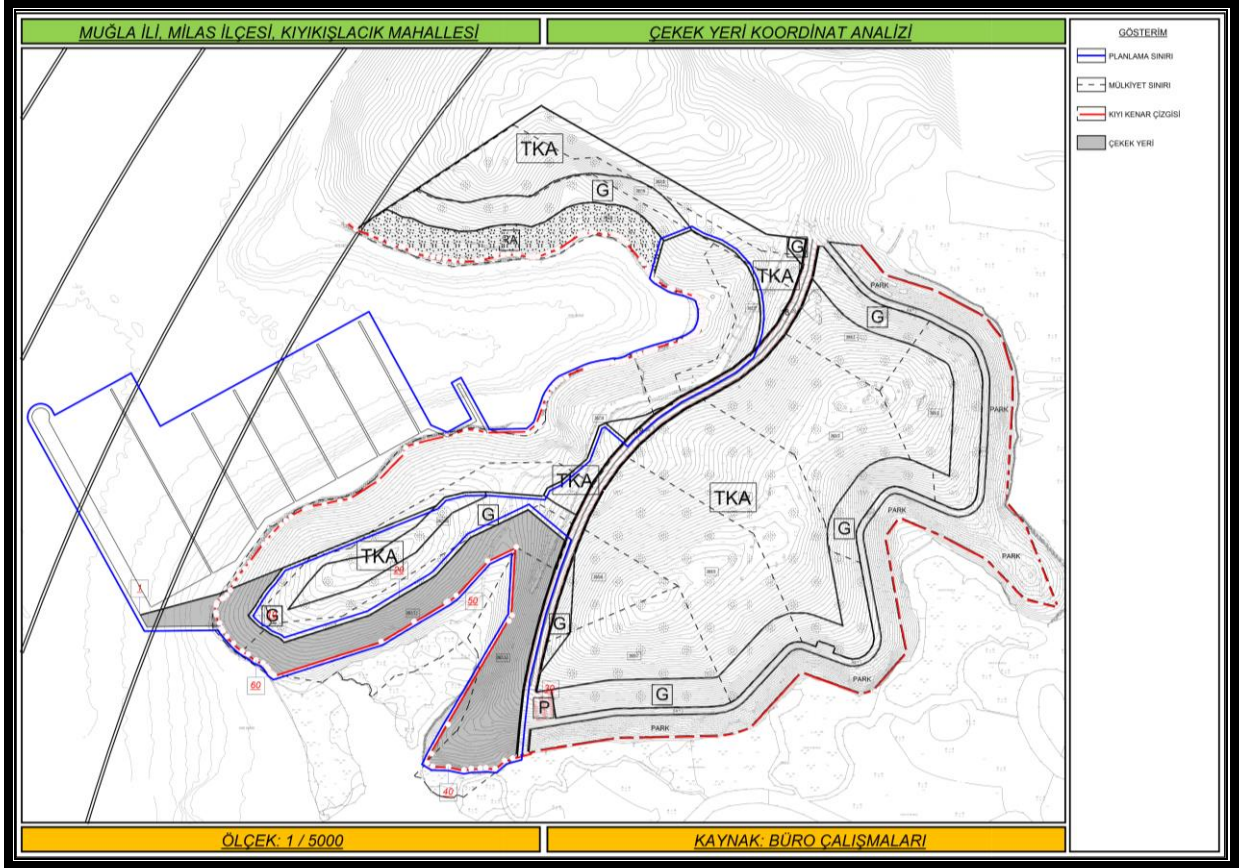 MUĞLA İLİ, MİLAS İLÇESİ, KIYIKIŞLACIK MAHALLESİ
ÇEKEK YERİ KOORDİNAT ANALİZİ
GÖSTERİM
PLANLAMA SINIRI
MÜLKİYET SINIRI
KIYI KENAR ÇİZGİSİ
ÇEKEK YERİ
TKA
G
G
TKA
PARK
G
PARK
TKA
TKA
G
PARK
G
TKA
PARK
50
1
G
G
60
PARK
G
P
PARK
40
ÖLÇEK: 1 / 5000
KAYNAK: BÜRO ÇALIŞMALARI